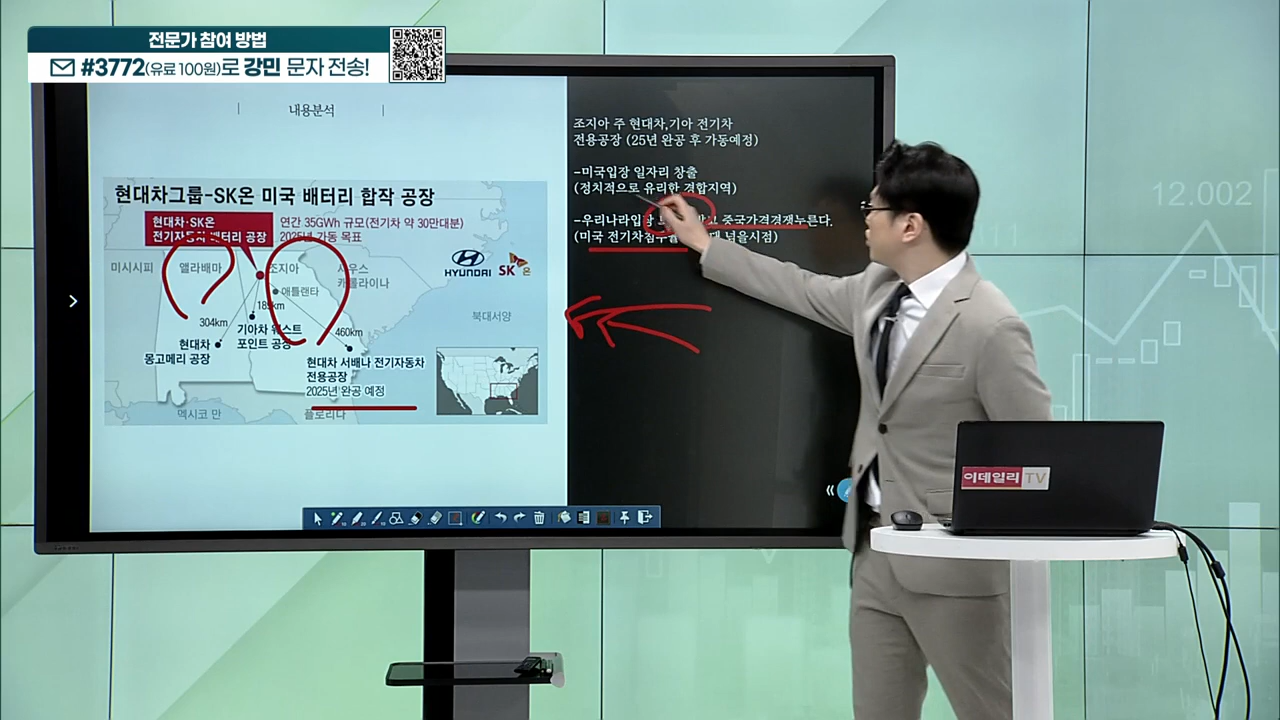 전문가 참여 방법
#3772(유료 100원)로 강민 문자 전송!
내용분석
현대차그룹-SK온 미국 배터리 합작 공장
현대차·SK온
전기자동차 배터리 공장
연간 35GWh 규모(전기차 약 30만대분)
2025년 가동 목표
HYUNDAI
SK온
미시시피
앨라배마
조지아
사우스
캐롤라이나
애틀랜타
304km
460km
북대서양
현대차
몽고메리 공장
기아차 웨스트
포인트 공장
현대차 서배나 전기자동차
전용공장
2025년 완공 예정
멕시코 만
플로리다
조지아 주 현대차,기아 전기차
전용공장 (25년 완공 후 가동예정)
-미국입장 일자리 창출
(정치적으로 유리한 경합지역)
-우리나라입장 중국가격경쟁누른다.
(미국 전기차침투율 넘을시점)
12.002
이데일리 TV